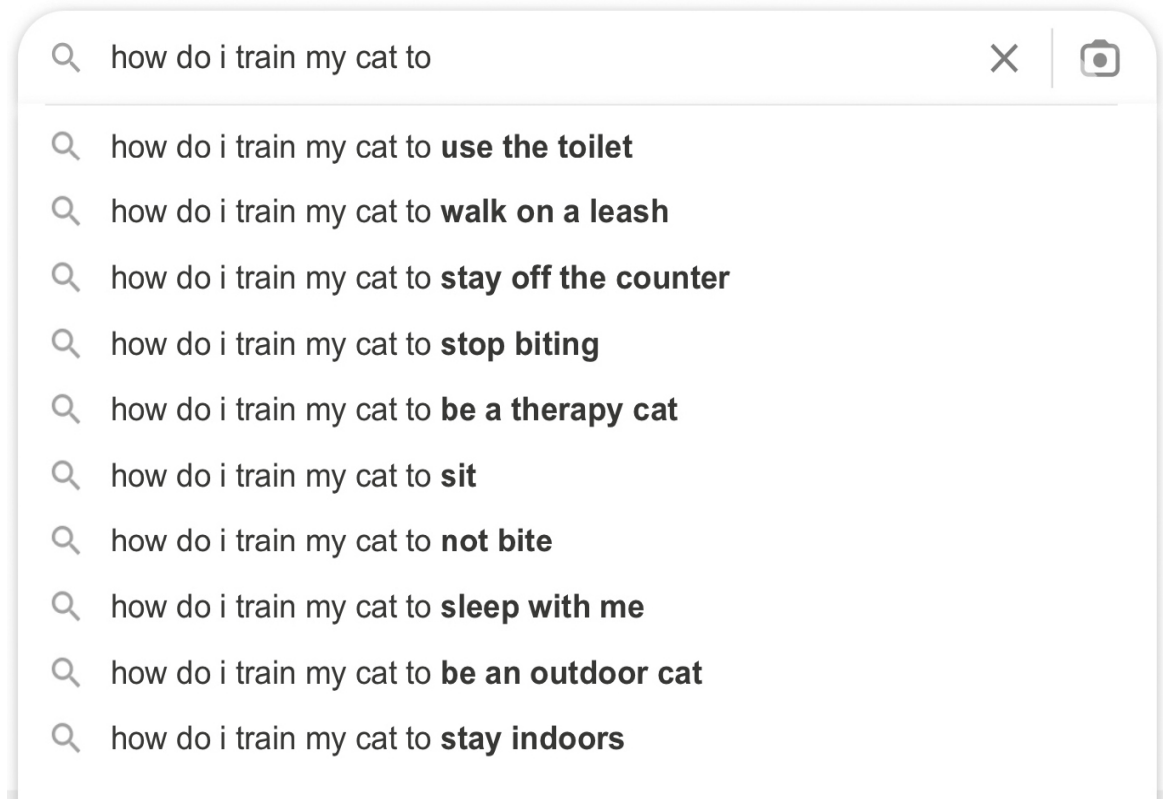 how do i train my cat to
how do i train my cat to use the toilet
how do i train my cat to walk on a leash
how do i train my cat to stay off the counter
how do i train my cat to stop biting
how do i train my cat to be a therapy cat
how do i train my cat to sit
how do i train my cat to not bite
how do i train my cat to sleep with me
how do i train my cat to be an outdoor cat
how do i train my cat to stay indoors